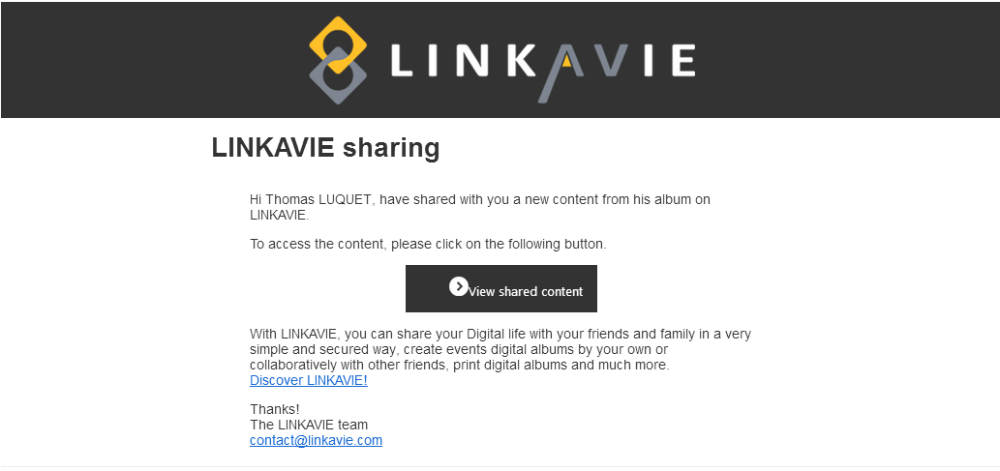 LINKAVIE
LINKAVIE sharing
Hi Thomas LUQUET, have shared with you a new content from his album on
LINKAVIE.
To access the content, please click on the following button.
View shared content
With LINKAVIE, you can share your Digital life with your friends and family in a very
simple and secured way, create events digital albums by your own or
collaboratively with other friends, print digital albums and much more.
Discover LINKAVIE!
Thanks!
The LINKAVIE team
contact@linkavie.com